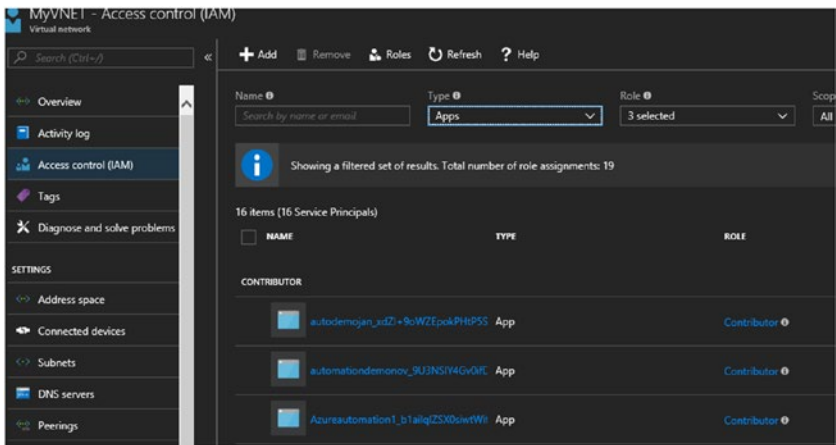 MyVNET - Access control (IAM)
Virtual network
Search (Ctrl+/)
Overview
Activity log
Access control (IAM)
Tags
Diagnose and solve problems
SETTINGS
Address space
Connected devices
Subnets
DNS servers
Peerings
Add Remove Roles Refresh ? Help
Name Type Role Scop
Search by name or email Apps 3 selected All
Showing a filtered set of results. Total number of role assignments: 19
16 items (16 Service Principals)
NAME TYPE ROLE
CONTRIBUTOR
App Contributor
App Contributor
App Contributor